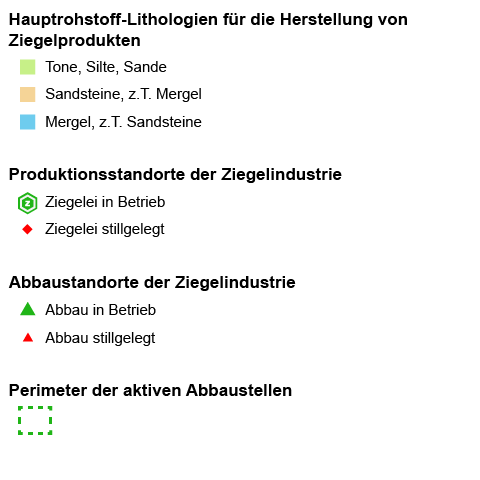 Hauptrohstoff-Lithologien für die Herstellung von
Ziegelprodukten
Tone, Silte, Sande
Sandsteine, z.T. Mergel
Mergel, z.T. Sandsteine
Produktionsstandorte der Ziegelindustrie
Ziegelei in Betrieb
Ziegelei stillgelegt
Abbaustandorte der Ziegelindustrie
Abbau in Betrieb
Abbau stillgelegt
Perimeter der aktiven Abbaustellen